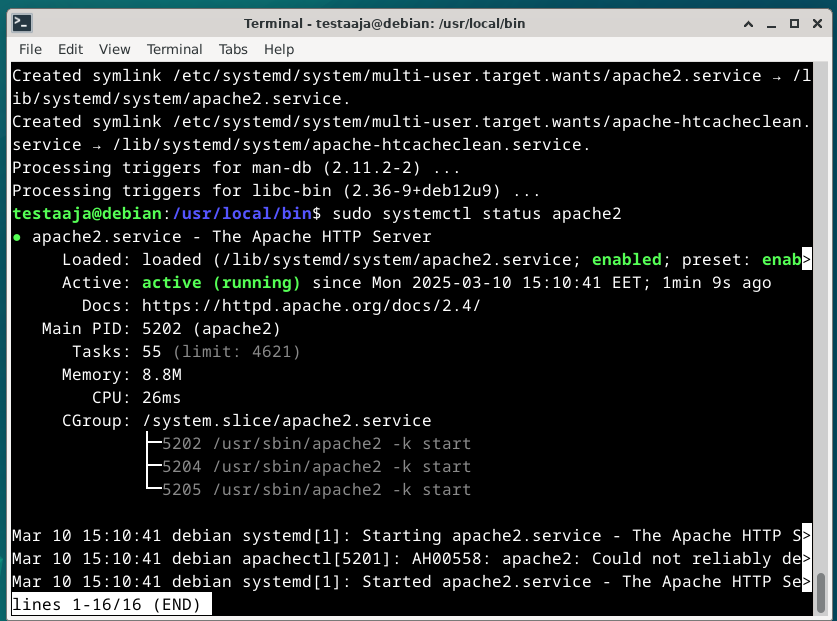 Terminal - testaaja@debian: /usr/local/bin
File Edit View Terminal Tabs Help
Created symlink /etc/systemd/system/multi-user.target.wants/apache2.service → /l
ib/systemd/system/apache2.service.
Created symlink /etc/systemd/system/multi-user.target.wants/apache-htcacheclean.
service → /lib/systemd/system/apache-htcacheclean.service.
Processing triggers for man-db (2.11.2-2) ...
Processing triggers for libc-bin (2.36-9+deb12u9) ...
testaaja@debian:/usr/local/bin$ sudo systemctl status apache2
● apache2.service - The Apache HTTP Server
     Loaded: loaded (/lib/systemd/system/apache2.service; enabled; preset: enab>
     Active: active (running) since Mon 2025-03-10 15:10:41 EET; 1min 9s ago
       Docs: https://httpd.apache.org/docs/2.4/
   Main PID: 5202 (apache2)
      Tasks: 55 (limit: 4621)
     Memory: 8.8M
        CPU: 26ms
     CGroup: /system.slice/apache2.service
             ├─5202 /usr/sbin/apache2 -k start
             ├─5204 /usr/sbin/apache2 -k start
             └─5205 /usr/sbin/apache2 -k start
Mar 10 15:10:41 debian systemd[1]: Starting apache2.service - The Apache HTTP S>
Mar 10 15:10:41 debian apachectl[5201]: AH00558: apache2: Could not reliably de>
Mar 10 15:10:41 debian systemd[1]: Started apache2.service - The Apache HTTP Se>
lines 1-16/16 (END)